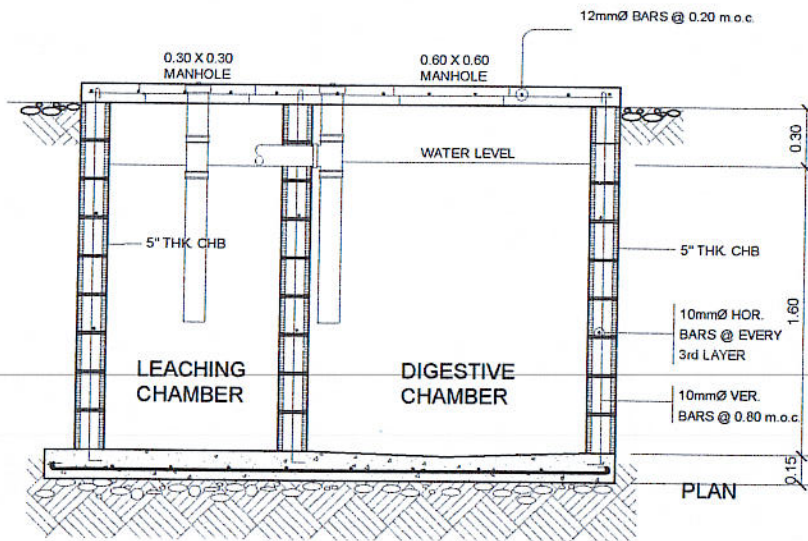 12mmØ BARS @ 0.20 m.o.c.
0.30 X 0.30
MANHOLE
0.60 X 0.60
MANHOLE
0.30
WATER LEVEL
5" THK. CHB
5" THK. CHB
1.60
10mmØ HOR.
BARS @ EVERY
3rd LAYER
LEACHING
CHAMBER
DIGESTIVE
CHAMBER
10mmØ VER.
BARS @ 0.80 m.o.c.
0.15
PLAN